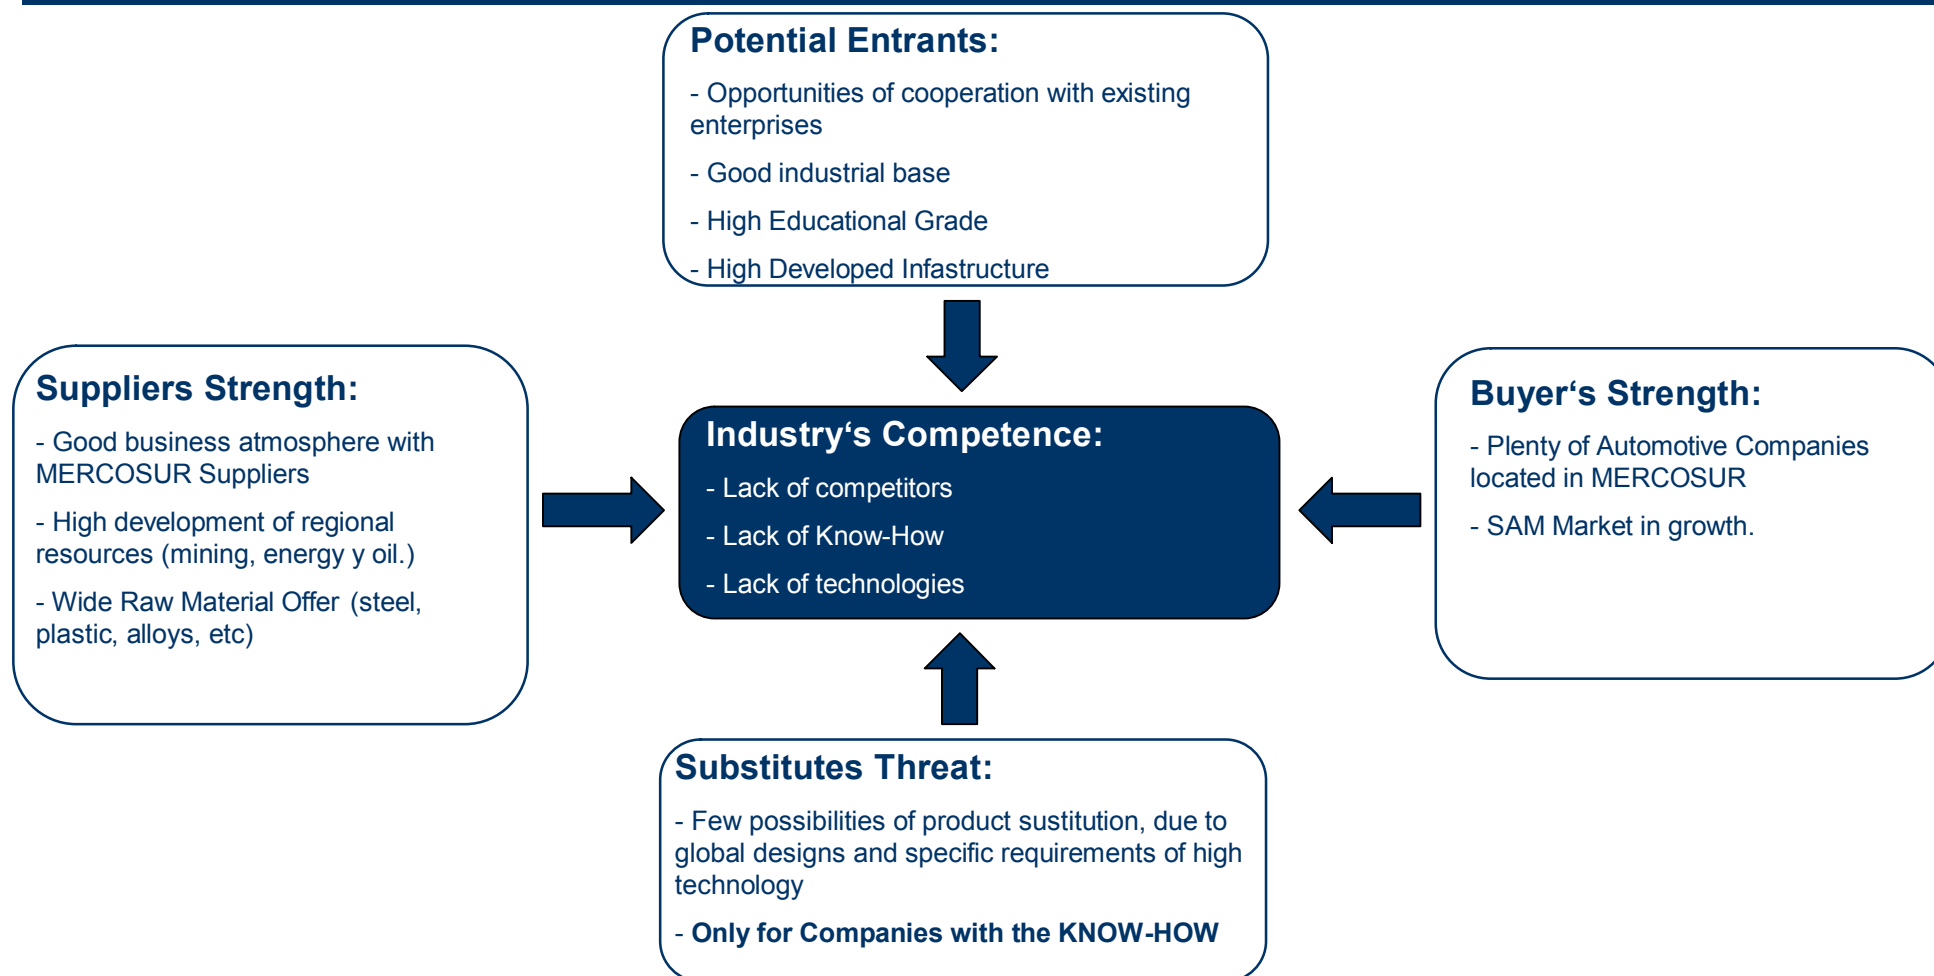 Potential Entrants:
- Opportunities of cooperation with existing
enterprises
- Good industrial base
- High Educational Grade
- High Developed Infastructure
Suppliers Strength:
- Good business atmosphere with
MERCOSUR Suppliers
- High development of regional
resources (mining, energy y oil.)
- Wide Raw Material Offer (steel,
plastic, alloys, etc)
Industry‘s Competence:
- Lack of competitors
- Lack of Know-How
- Lack of technologies
Buyer‘s Strength:
- Plenty of Automotive Companies
located in MERCOSUR
- SAM Market in growth.
Substitutes Threat:
- Few possibilities of product sustitution, due to
global designs and specific requirements of high
technology
- Only for Companies with the KNOW-HOW